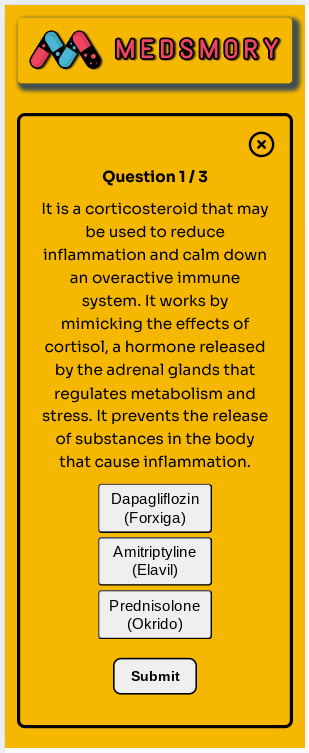 MEDSMORY
Question 1 / 3
It is a corticosteroid that may
be used to reduce
inflammation and calm down
an overactive immune
system. It works by
mimicking the effects of
cortisol, a hormone released
by the adrenal glands that
regulates metabolism and
stress. It prevents the release
of substances in the body
that cause inflammation.
Dapagliflozin
(Forxiga)
Amitriptyline
(Elavil)
Prednisolone
(Okrido)
Submit